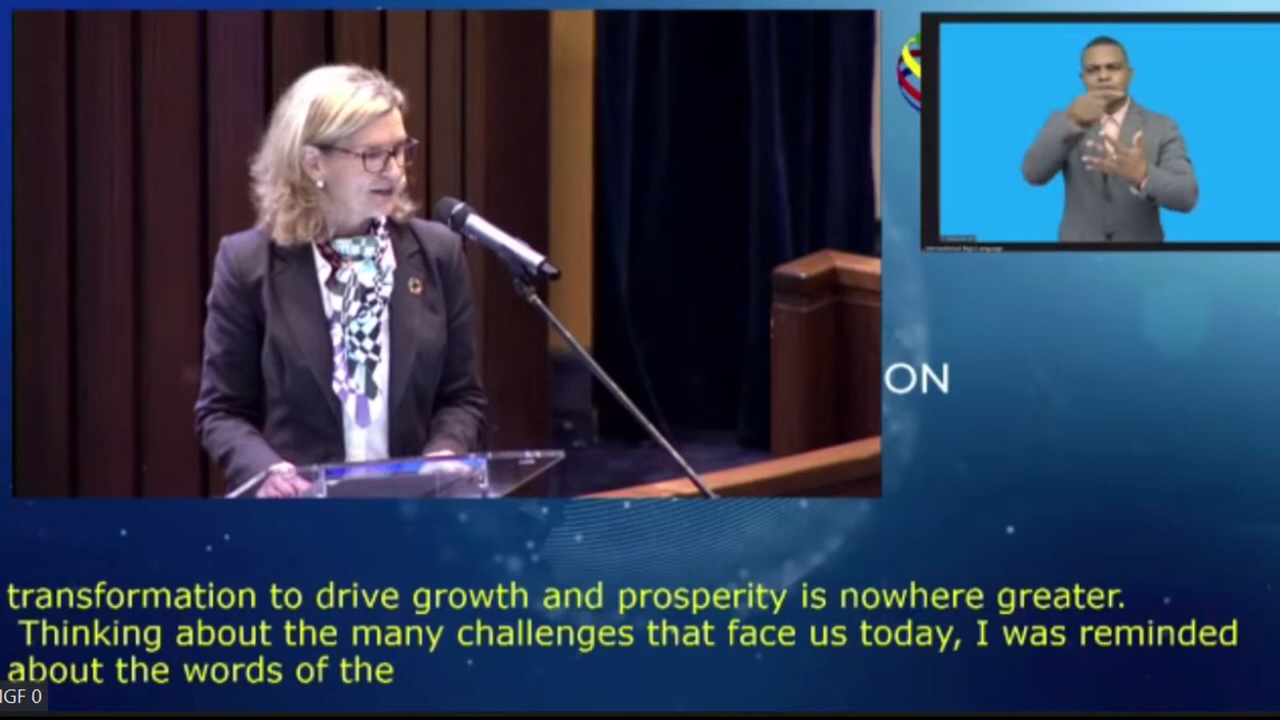 ON
transformation to drive growth and prosperity is nowhere greater.
Thinking about the many challenges that face us today, I was reminded
about the words of the
IGF 0